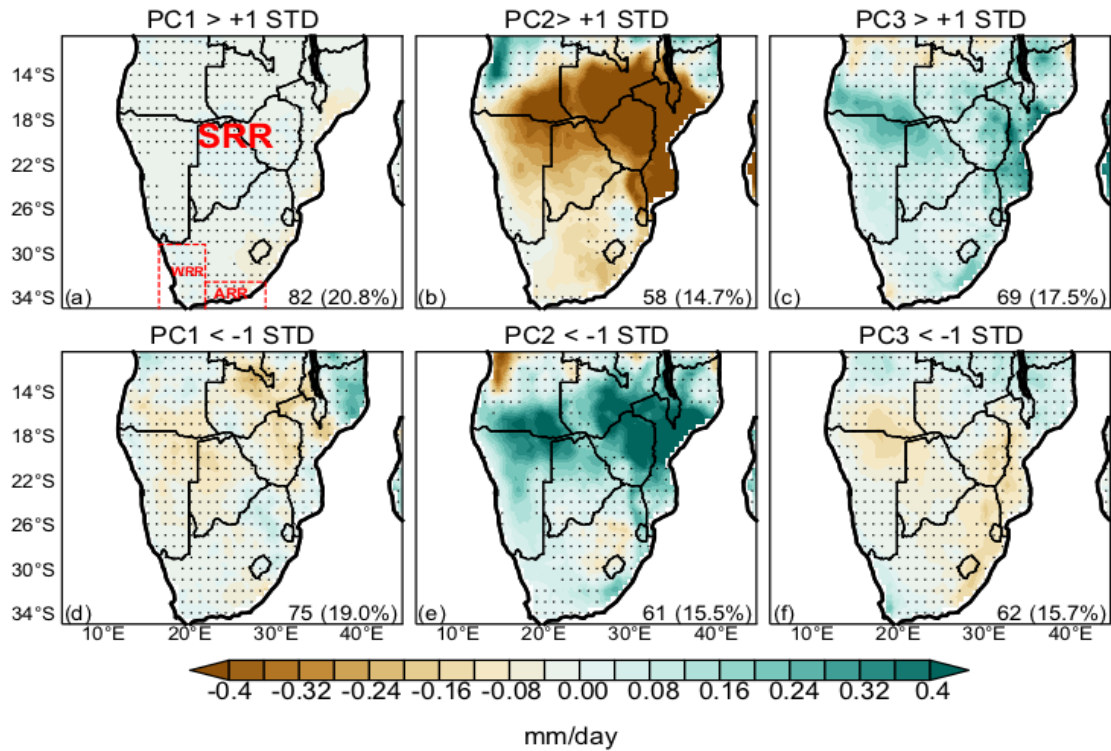 PC1 > +1 STD
PC2> +1 STD
PC3 > +1 STD
14°S
18°S
22°S
26°S
30°S
34°S
SRR
WRR
ARR
(a)
82 (20.8%)
(b)
58 (14.7%)
(c)
69 (17.5%)
PC1 < -1 STD
PC2 < -1 STD
PC3 < -1 STD
14°S
18°S
22°S
26°S
30°S
34°S
(d)
75 (19.0%)
(e)
61 (15.5%)
(f)
62 (15.7%)
10°E 20°E 30°E 40°E
10°E 20°E 30°E 40°E
10°E 20°E 30°E 40°E
-0.4 -0.32 -0.24 -0.16 -0.08 0.00 0.08 0.16 0.24 0.32 0.4
mm/day